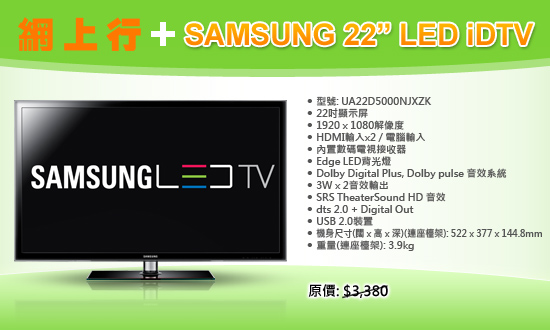 網上行+SAMSUNG 22” LED iDTV
• 型號: UA22D5000NJXZK
• 22吋顯示屏
• 1920 x 1080解像度
• HDMI輸入x2 / 電腦輸入
• 內置數碼電視接收器
• Edge LED背光燈
• Dolby Digital Plus, Dolby pulse 音效系統
• 3W x 2音效輸出
• SRS TheaterSound HD 音效
• dts 2.0 + Digital Out
• USB 2.0裝置
• 機身尺寸(闊 x 高 x 深)(連座檯架): 522 x 377 x 144.8mm
• 重量(連座檯架): 3.9kg
SAMSUNG LED TV
SAMSUNG
原價: $3,380